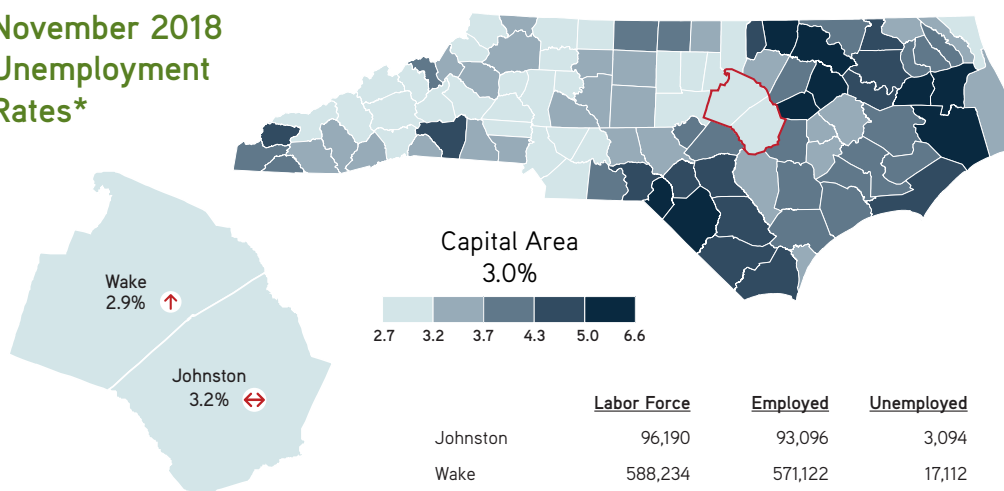 November 2018
Unemployment
Rates*
Capital Area
3.0%
2.7 3.2 3.7 4.3 5.0 6.6
Wake
2.9%
Johnston
3.2%
Labor Force Employed Unemployed
Johnston 96,190 93,096 3,094
Wake 588,234 571,122 17,112